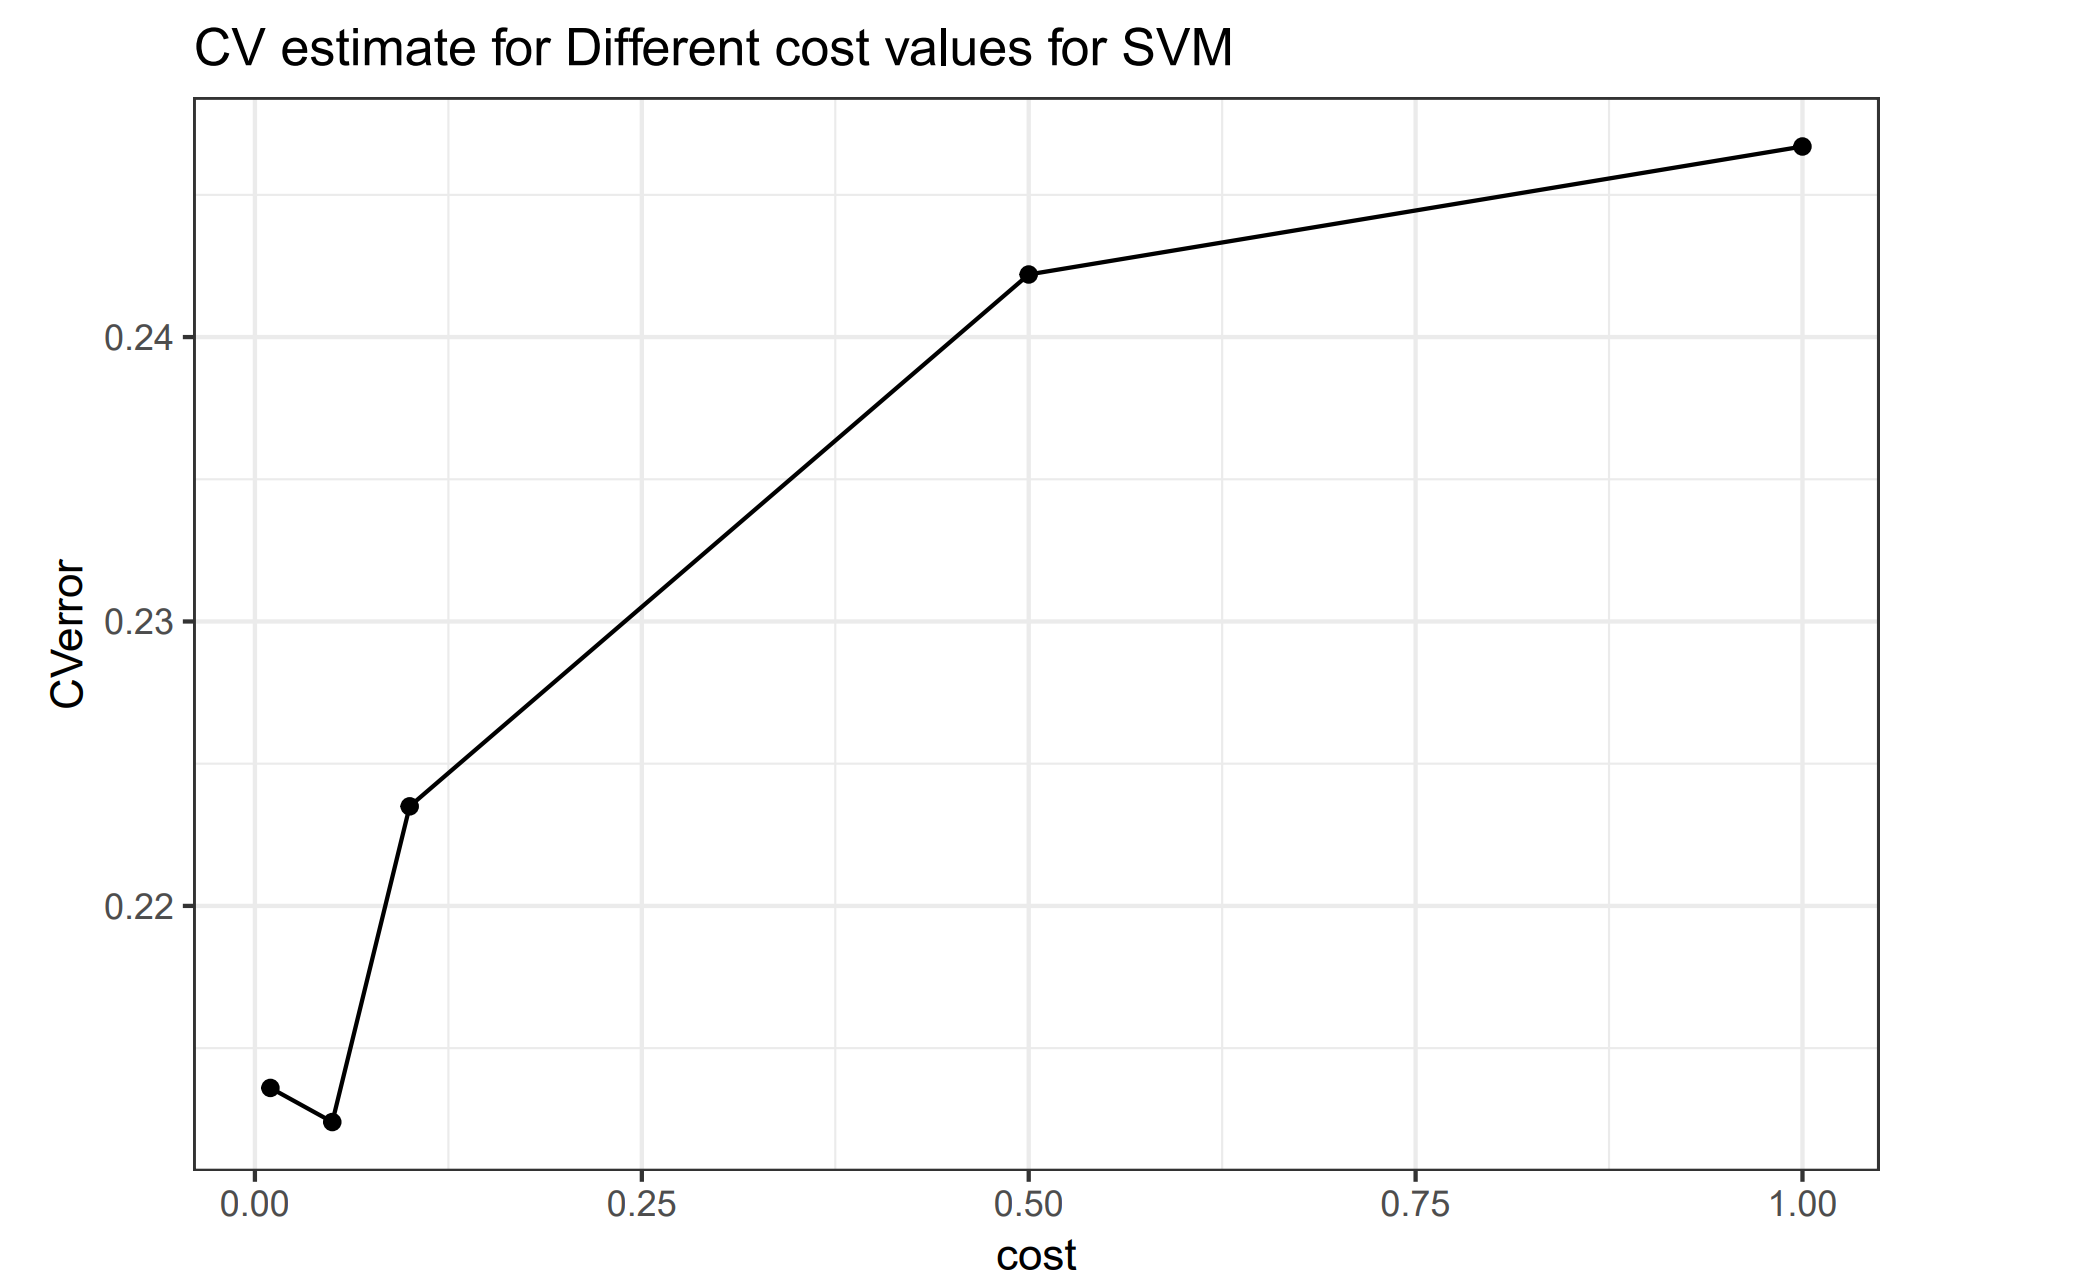 CV estimate for Different cost values for SVM
0.24
0.23
0.22
CVerror
0.00 0.25 0.50 0.75 1.00
cost